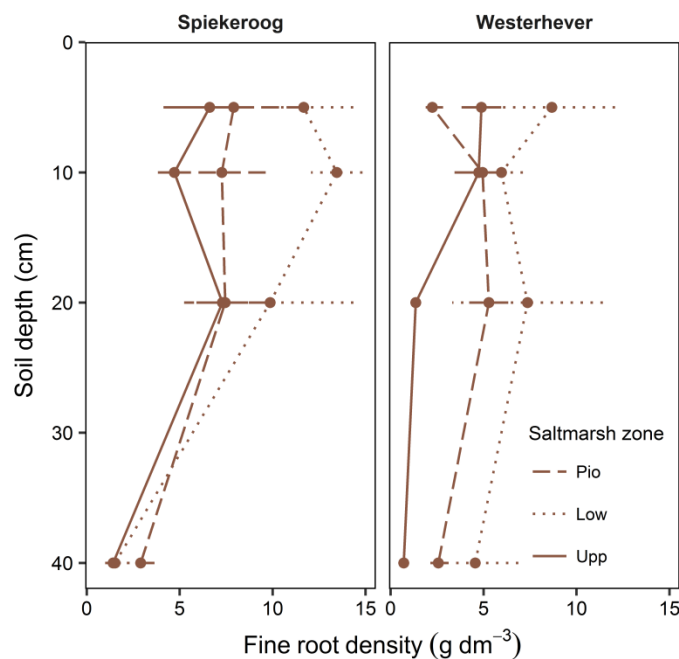 Spiekeroog Westerhever
0
10
20
30
40
Soil depth (cm)
Saltmarsh zone
Pio
Low
Upp
0 5 10 15 0 5 10 15
Fine root density (g dm⁻³)